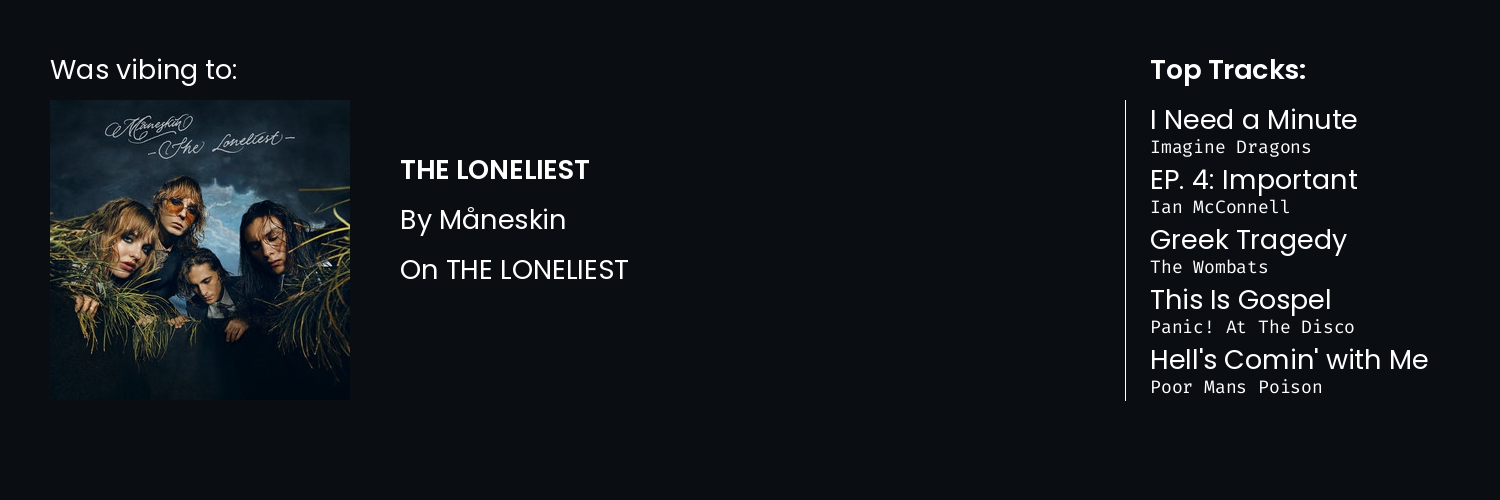 Was vibing to:
Måneskin
– The Loneliest –
THE LONELIEST
By Måneskin
On THE LONELIEST
Top Tracks:
I Need a Minute
Imagine Dragons
EP. 4: Important
Ian McConnell
Greek Tragedy
The Wombats
This Is Gospel
Panic! At The Disco
Hell's Comin' with Me
Poor Mans Poison